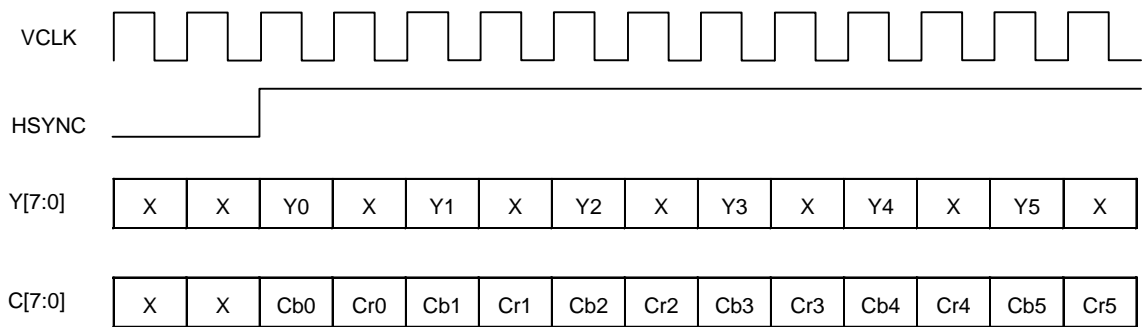 VCLK
HSYNC
Y[7:0] X X Y0 X Y1 X Y2 X Y3 X Y4 X Y5 X
C[7:0] X X Cb0 Cr0 Cb1 Cr1 Cb2 Cr2 Cb3 Cr3 Cb4 Cr4 Cb5 Cr5